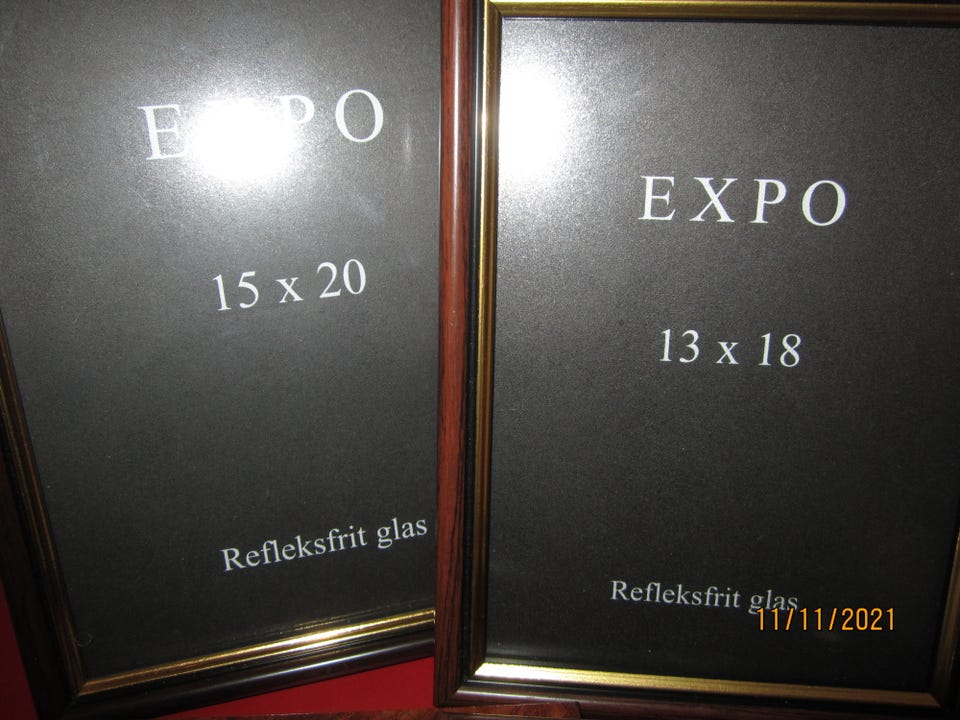 EXPO
15 x 20
Refleksfrit glas
EXPO
13 x 18
Refleksfrit glas
11/11/2021